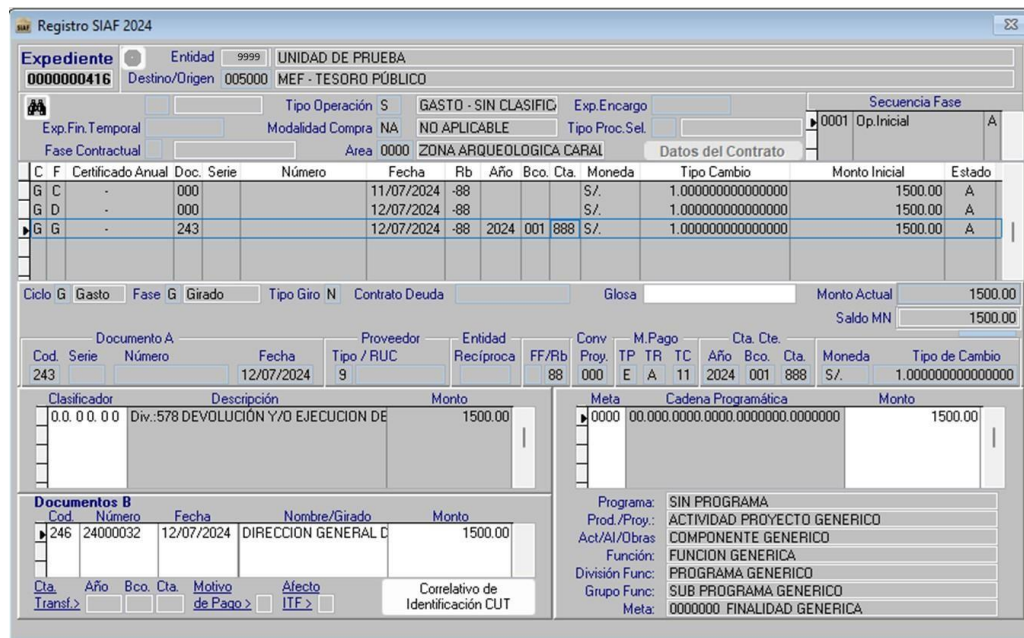 SIAF Registro SIAF 2024
Expediente Entidad 9999 UNIDAD DE PRUEBA
0000000416 Destino/Origen 005000 MEF - TESORO PÚBLICO
Tipo Operación S GASTO - SIN CLASIFIC Exp.Encargo Secuencia Fase
Exp.Fin.Temporal Modalidad Compra NA NO APLICABLE Tipo Proc.Sel. 0001 Op.Inicial A
Fase Contractual Area 0000 ZONA ARQUEOLOGICA CARAL Datos del Contrato
C F Certificado Anual Doc. Serie Número Fecha Rb Año Bco. Cta. Moneda Tipo Cambio Monto Inicial Estado
G C - 000 11/07/2024 -88 S/. 1.000000000000000 1500.00 A
G D - 000 12/07/2024 -88 S/. 1.000000000000000 1500.00 A
G G - 243 12/07/2024 -88 2024 001 888 S/. 1.000000000000000 1500.00 A
Ciclo G Gasto Fase G Girado Tipo Giro N Contrato Deuda Glosa Monto Actual 1500.00
Saldo MN 1500.00
Documento A Proveedor Entidad Conv M.Pago Cta. Cte.
Cod. Serie Número Fecha Tipo / RUC Recíproca FF/Rb Proy. TP TR TC Año Bco. Cta. Moneda Tipo de Cambio
243 12/07/2024 9 88 000 E A 11 2024 001 888 S/. 1.000000000000000
Clasificador Descripción Monto
0.0. 0 0. 0 0 Div.:578 DEVOLUCIÓN Y/O EJECUCION DE 1500.00
Meta Cadena Programática Monto
0000 00.000.0000.0000.0000000.0000000 1500.00
Documentos B
Cod. Número Fecha Nombre/Girado Monto
246 24000032 12/07/2024 DIRECCION GENERAL D 1500.00
Cta. Transf.> Año Bco. Cta. Motivo de Pago > Afecto ITF > Correlativo de Identificación CUT
Programa: SIN PROGRAMA
Prod./Proy.: ACTIVIDAD PROYECTO GENERICO
Act/AI/Obras COMPONENTE GENERICO
Función: FUNCION GENERICA
División Func: PROGRAMA GENERICO
Grupo Func: SUB PROGRAMA GENERICO
Meta: 0000000 FINALIDAD GENERICA